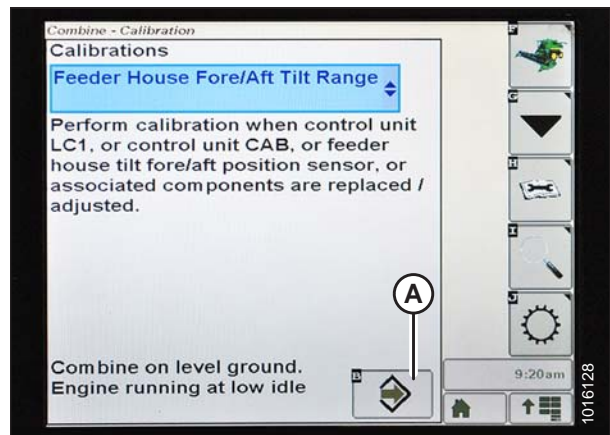 Combine - Calibration
Calibrations
Feeder House Fore/Aft Tilt Range
Perform calibration when control unit
LC1, or control unit CAB, or feeder
house tilt fore/aft position sensor, or
associated components are replaced /
adjusted.
Combine on level ground.
Engine running at low idle
A
B
F
G
H
I
J
9:20am
1016128